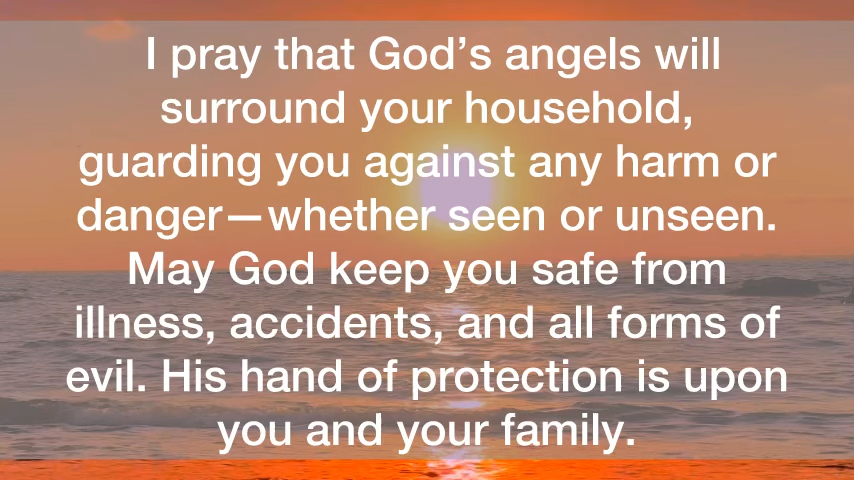 I pray that God’s angels will
surround your household,
guarding you against any harm or
danger—whether seen or unseen.
May God keep you safe from
illness, accidents, and all forms of
evil. His hand of protection is upon
you and your family.